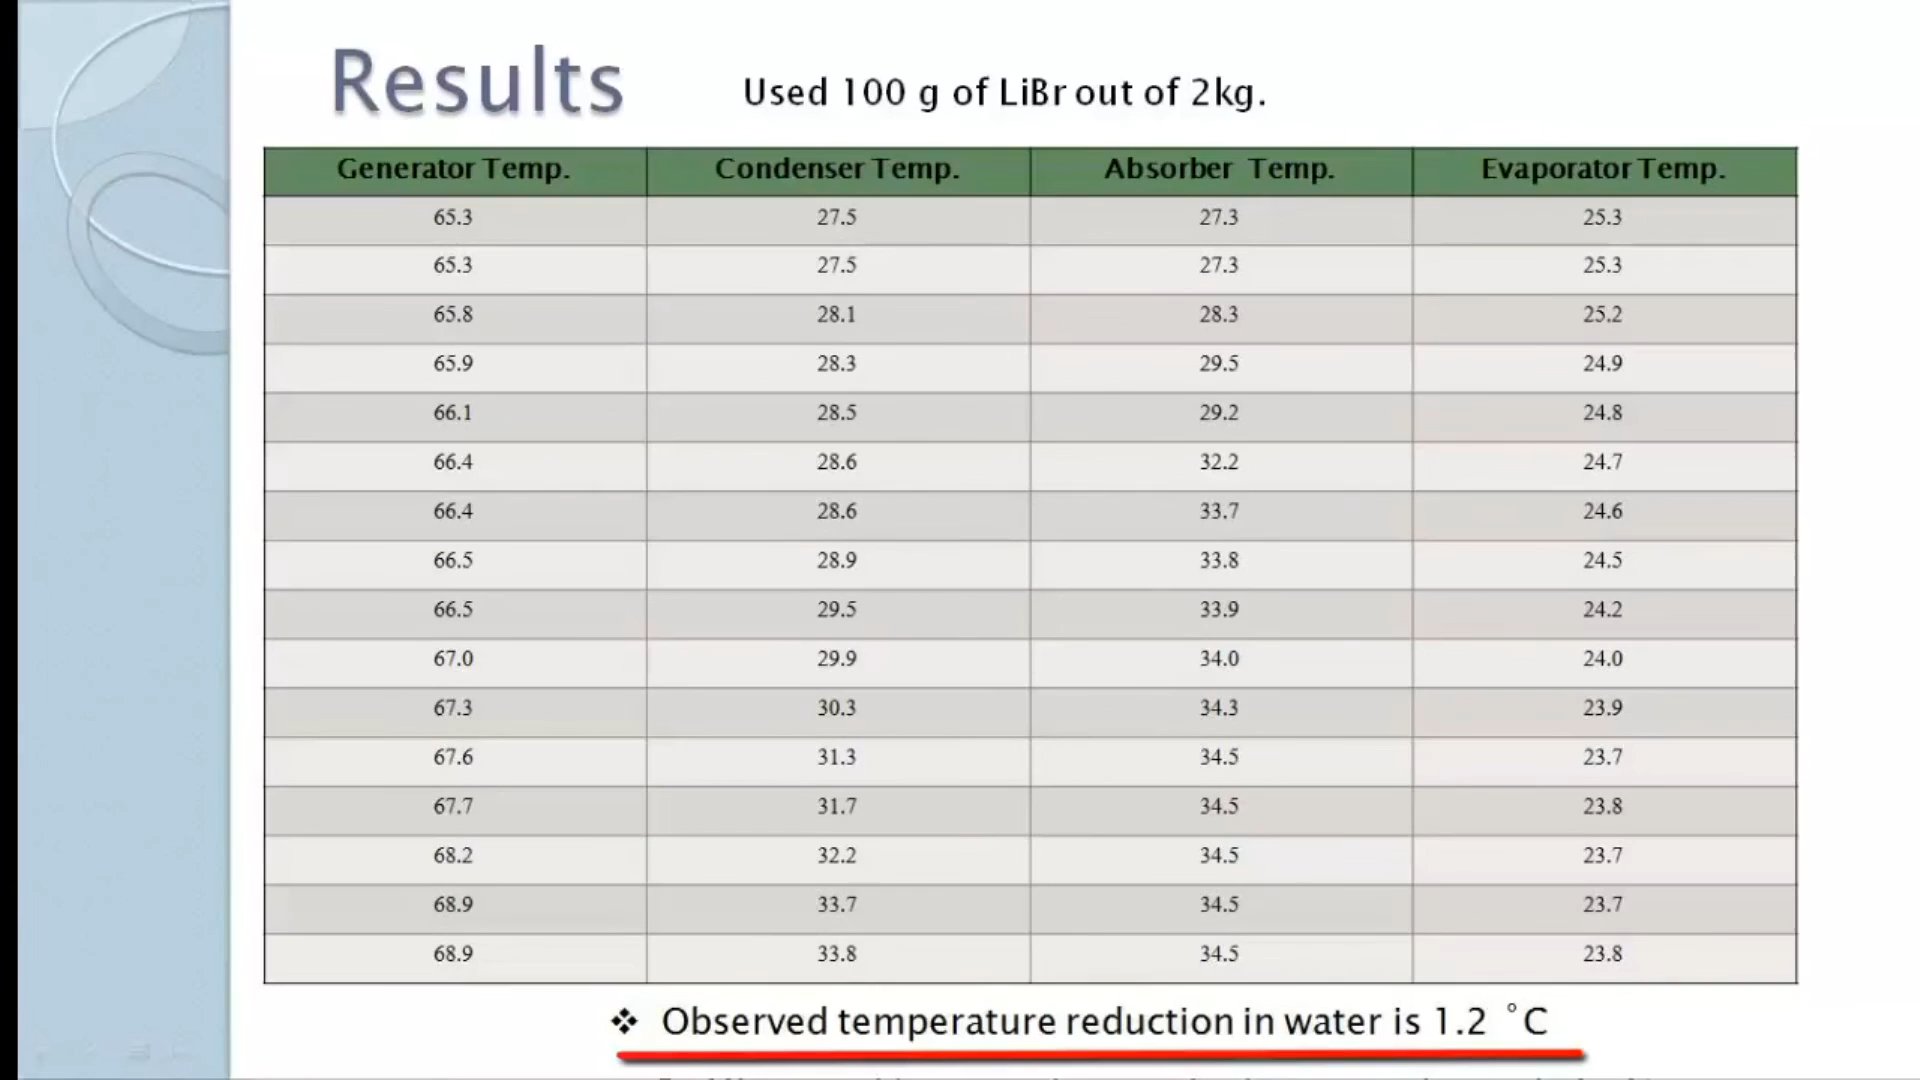 Results
Used 100 g of LiBr out of 2kg.
Generator Temp. Condenser Temp. Absorber Temp. Evaporator Temp.
65.3 27.5 27.3 25.3
65.3 27.5 27.3 25.3
65.8 28.1 28.3 25.2
65.9 28.3 29.5 24.9
66.1 28.5 29.2 24.8
66.4 28.6 32.2 24.7
66.4 28.6 33.7 24.6
66.5 28.9 33.8 24.5
66.5 29.5 33.9 24.2
67.0 29.9 34.0 24.0
67.3 30.3 34.3 23.9
67.6 31.3 34.5 23.7
67.7 31.7 34.5 23.8
68.2 32.2 34.5 23.7
68.9 33.7 34.5 23.7
68.9 33.8 34.5 23.8
❖ Observed temperature reduction in water is 1.2 °C